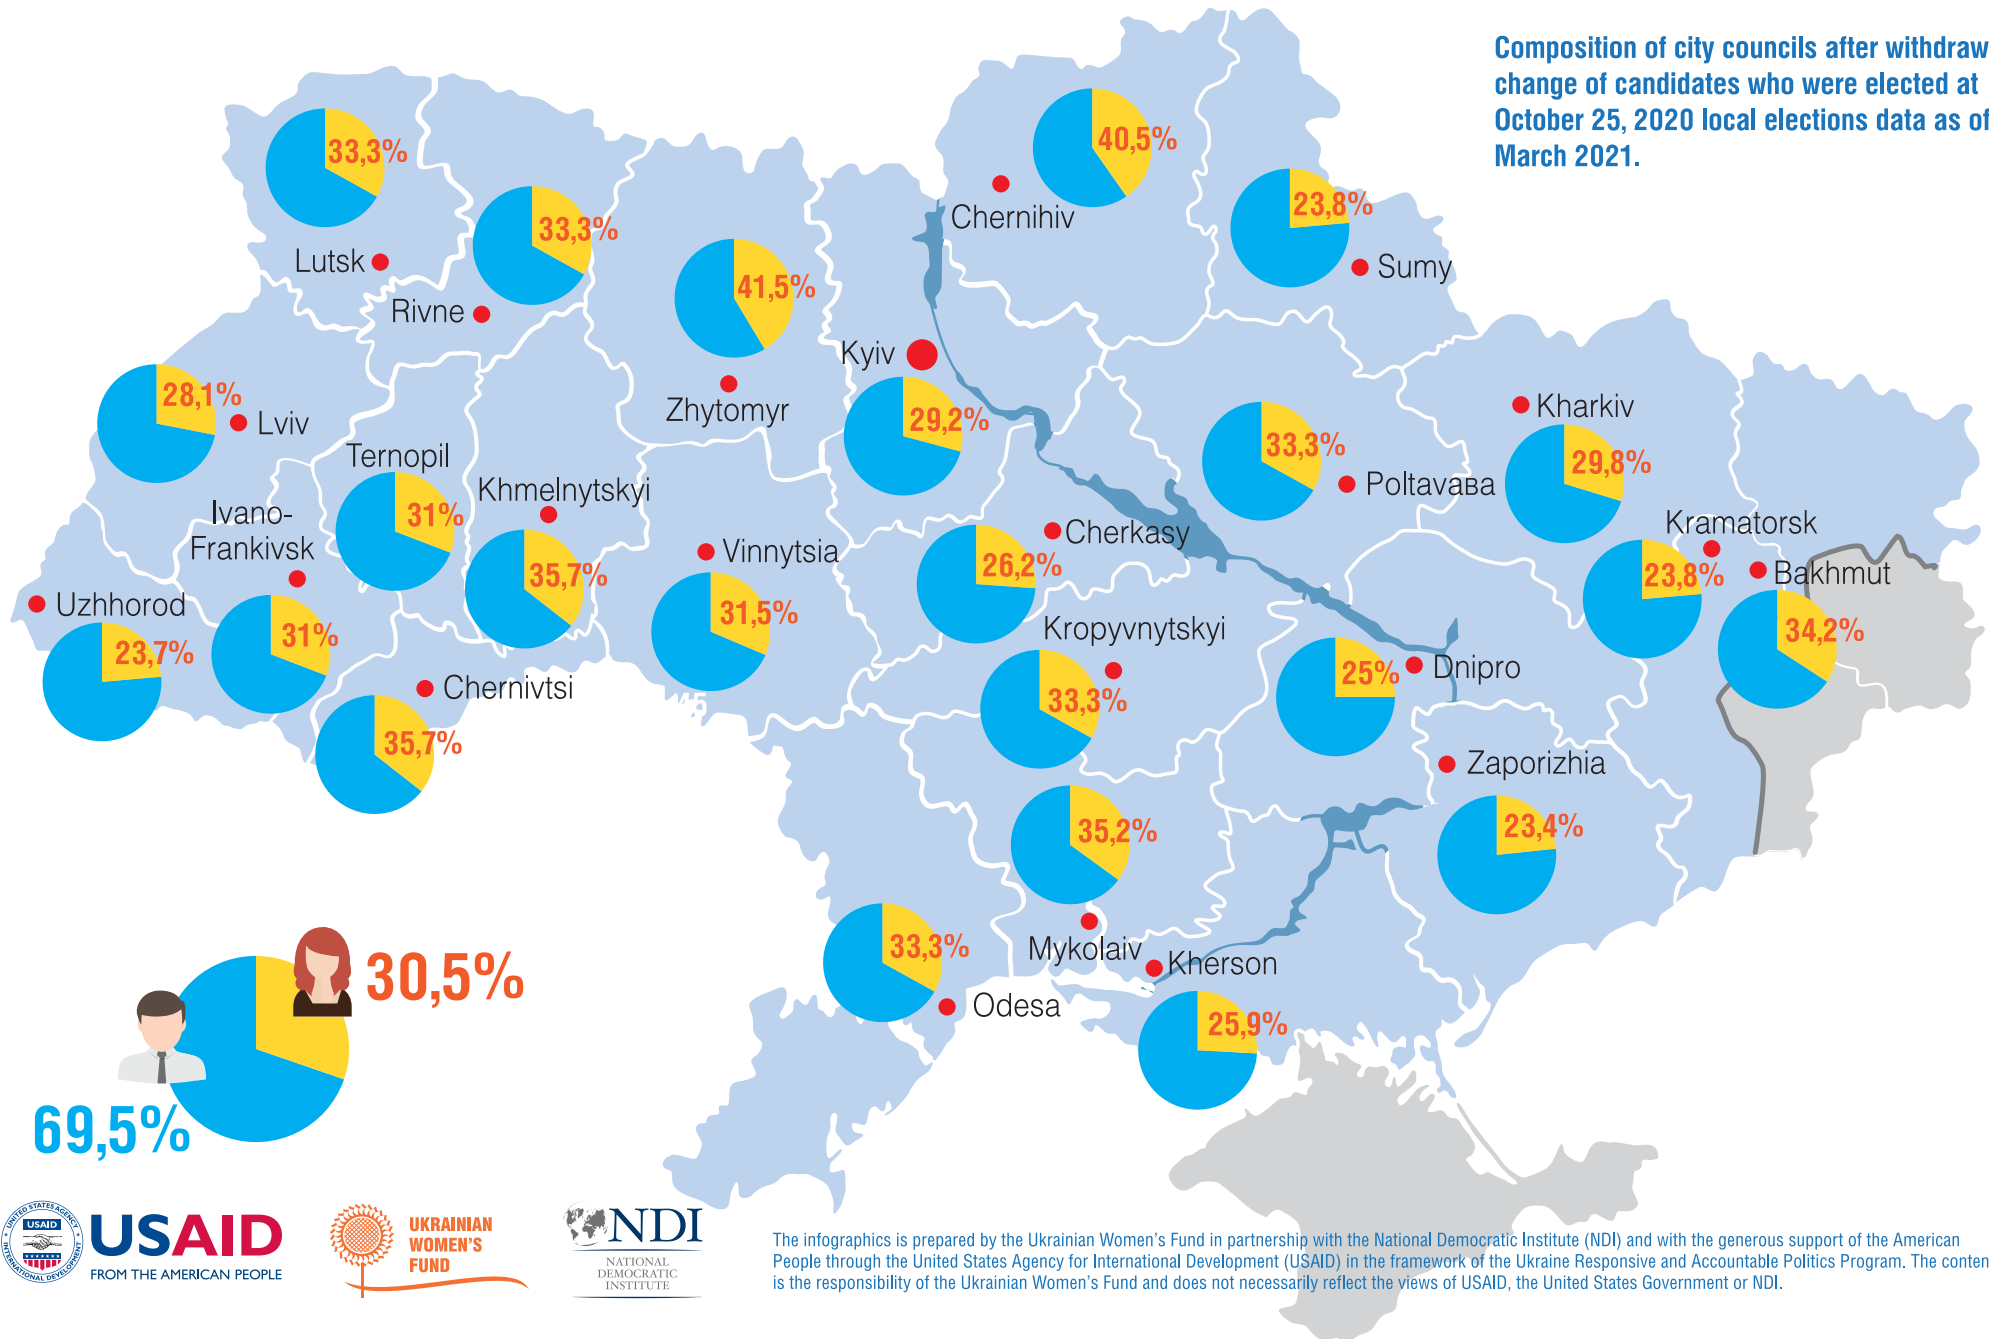 Composition of city councils after withdraw
change of candidates who were elected at
October 25, 2020 local elections data as of
March 2021.
40,5%
Chernihiv
33,3%
Lutsk
23,8%
Sumy
33,3%
Rivne
41,5%
Zhytomyr
Kyiv
29,2%
28,1%
Lviv
Kharkiv
29,8%
33,3%
Poltavaва
Ternopil
31%
Khmelnytskyi
35,7%
Ivano-
Frankivsk
31%
Vinnytsia
31,5%
Cherkasy
26,2%
Kramatorsk
23,8%
Bakhmut
34,2%
Uzhhorod
23,7%
Kropyvnytskyi
33,3%
Dnipro
25%
Chernivtsi
35,7%
Zaporizhia
23,4%
35,2%
Mykolaiv
33,3%
Odesa
Kherson
25,9%
30,5%
69,5%
UNITED STATES AGENCY
USAID
INTERNATIONAL DEVELOPMENT
USAID
FROM THE AMERICAN PEOPLE
UKRAINIAN
WOMEN'S
FUND
NDI
NATIONAL
DEMOCRATIC
INSTITUTE
The infographics is prepared by the Ukrainian Women's Fund in partnership with the National Democratic Institute (NDI) and with the generous support of the American
People through the United States Agency for International Development (USAID) in the framework of the Ukraine Responsive and Accountable Politics Program. The conten
is the responsibility of the Ukrainian Women's Fund and does not necessarily reflect the views of USAID, the United States Government or NDI.